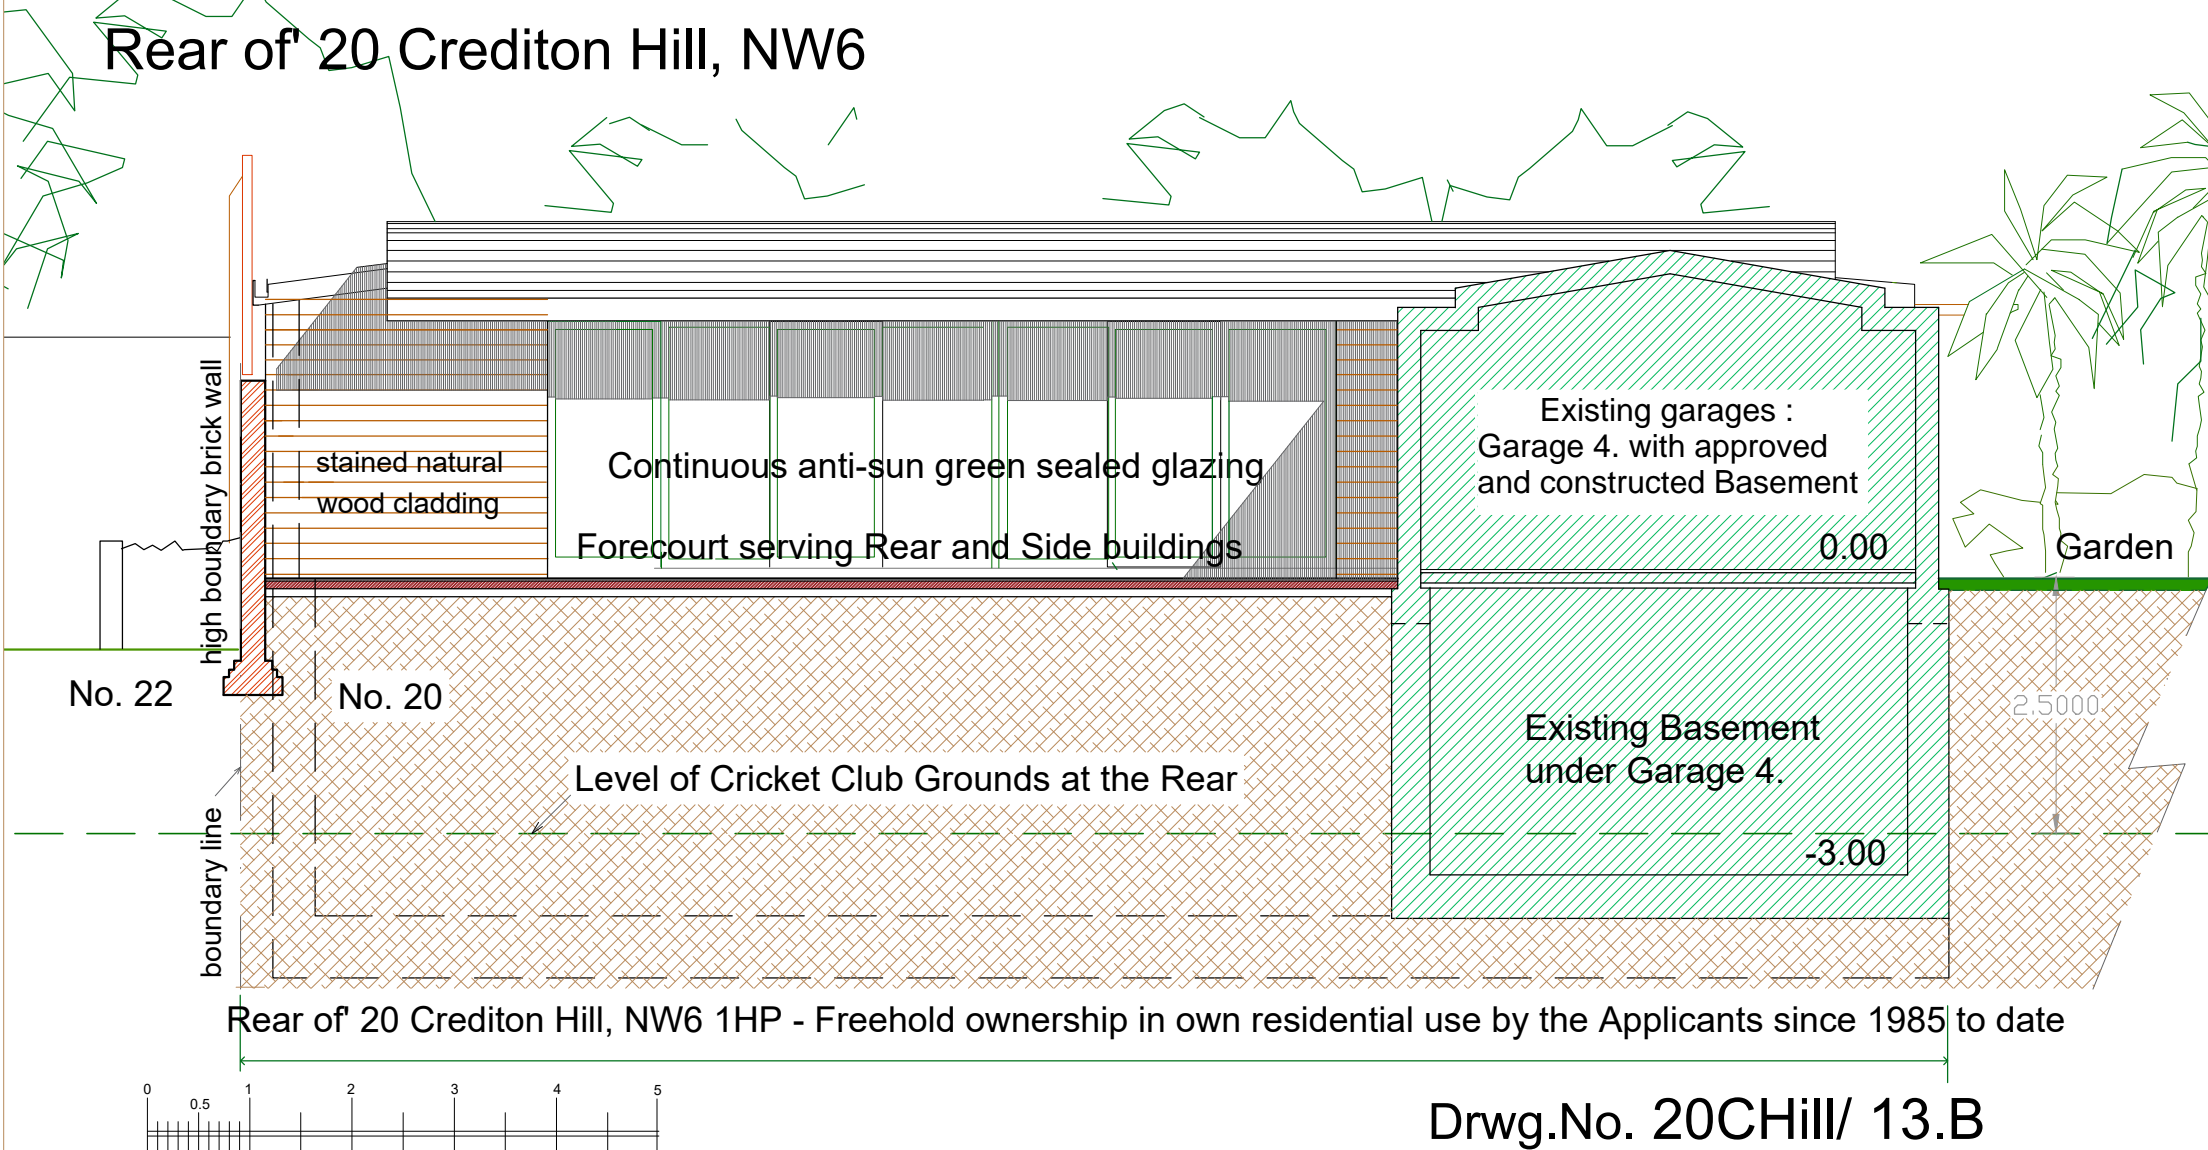 Rear of' 20 Crediton Hill, NW6
high boundary brick wall
stained natural
wood cladding
Continuous anti-sun green sealed glazing
Forecourt serving Rear and Side buildings
Existing garages :
Garage 4. with approved
and constructed Basement
0.00
Garden
No. 22
No. 20
2.5000
Existing Basement
under Garage 4.
Level of Cricket Club Grounds at the Rear
-3.00
boundary line
Rear of' 20 Crediton Hill, NW6 1HP - Freehold ownership in own residential use by the Applicants since 1985 to date
0 0.5 1 2 3 4 5
Drwg.No. 20CHill/ 13.B